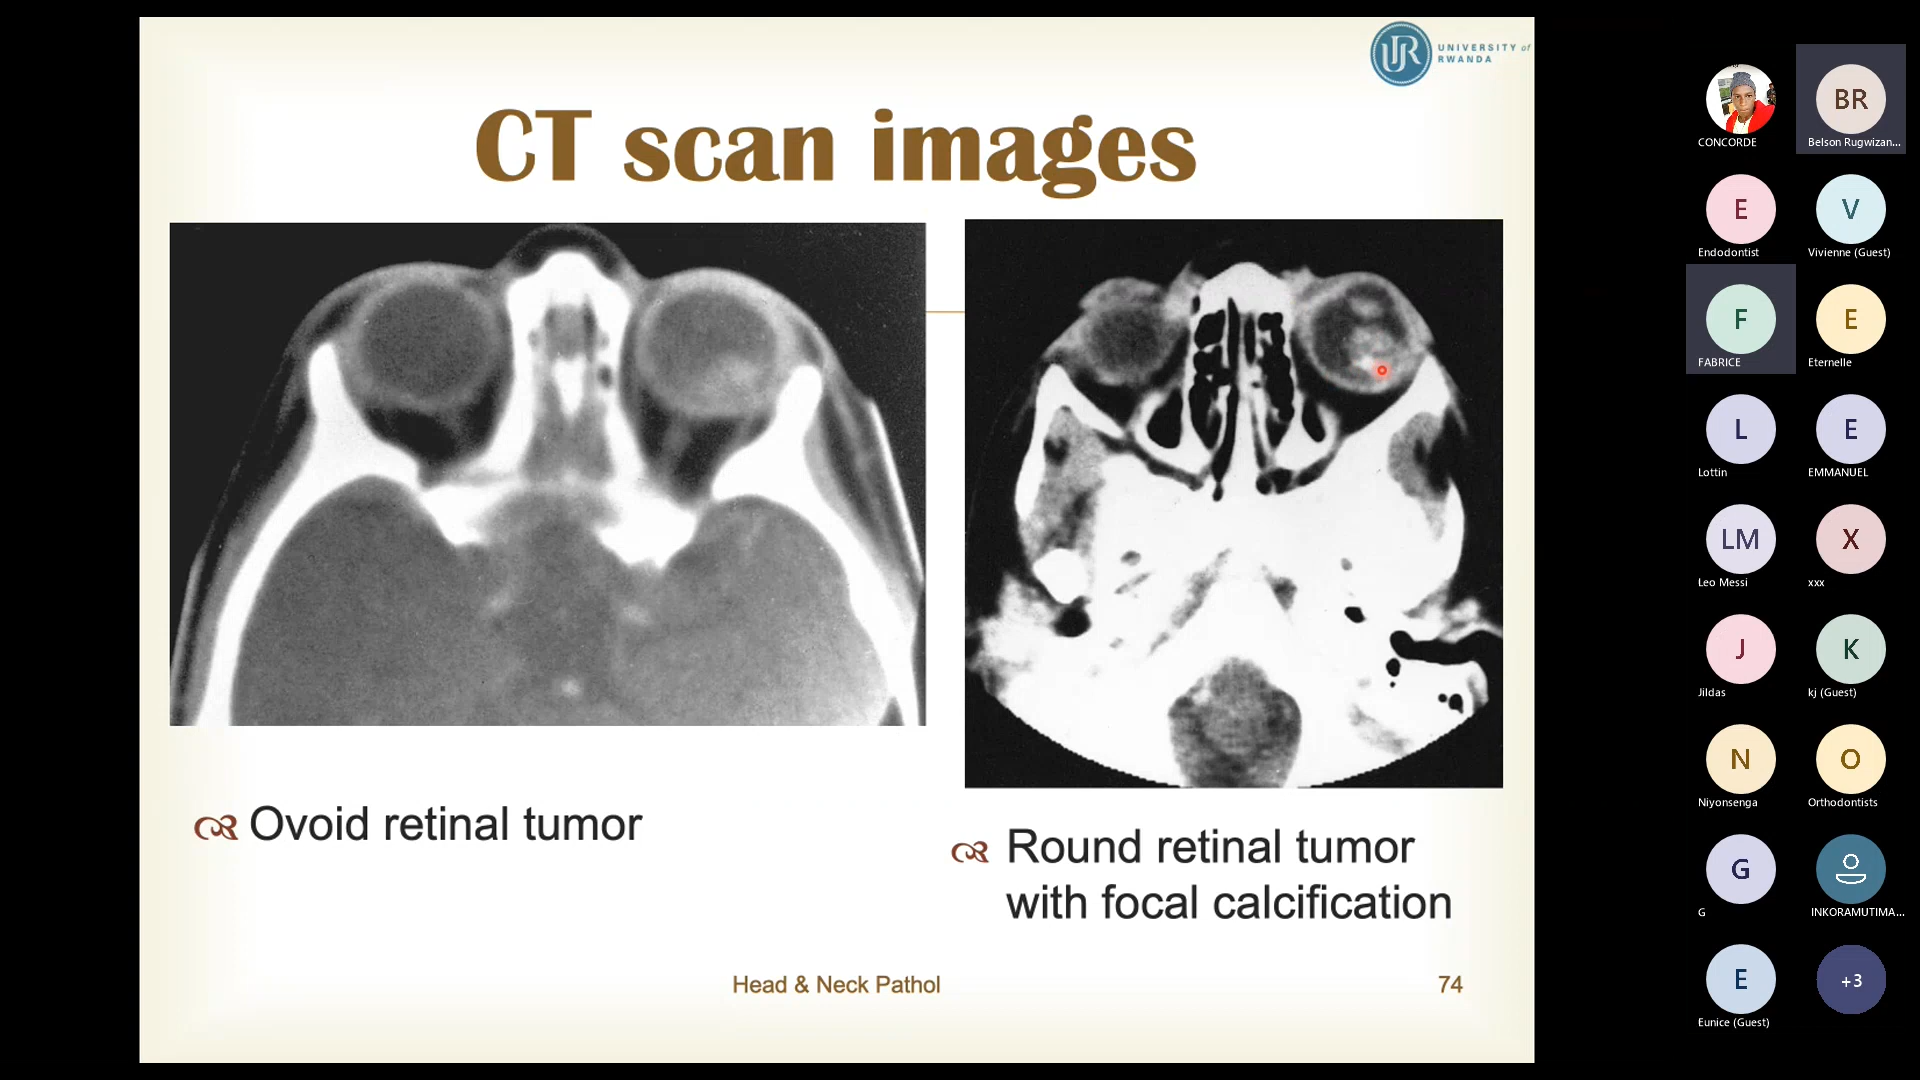 UNIVERSITY of
RWANDA
CT scan images
Ovoid retinal tumor
Round retinal tumor
with focal calcification
Head & Neck Pathol
74
CONCORDE
BR
Belson Rugwizan...
E
Endodontist
V
Vivienne (Guest)
F
FABRICE
E
Eternelle
L
Lottin
E
EMMANUEL
LM
Leo Messi
X
xxx
J
Jildas
K
kj (Guest)
N
Niyonsenga
O
Orthodontists
G
G
INKORAMUTIMA...
E
Eunice (Guest)
+3